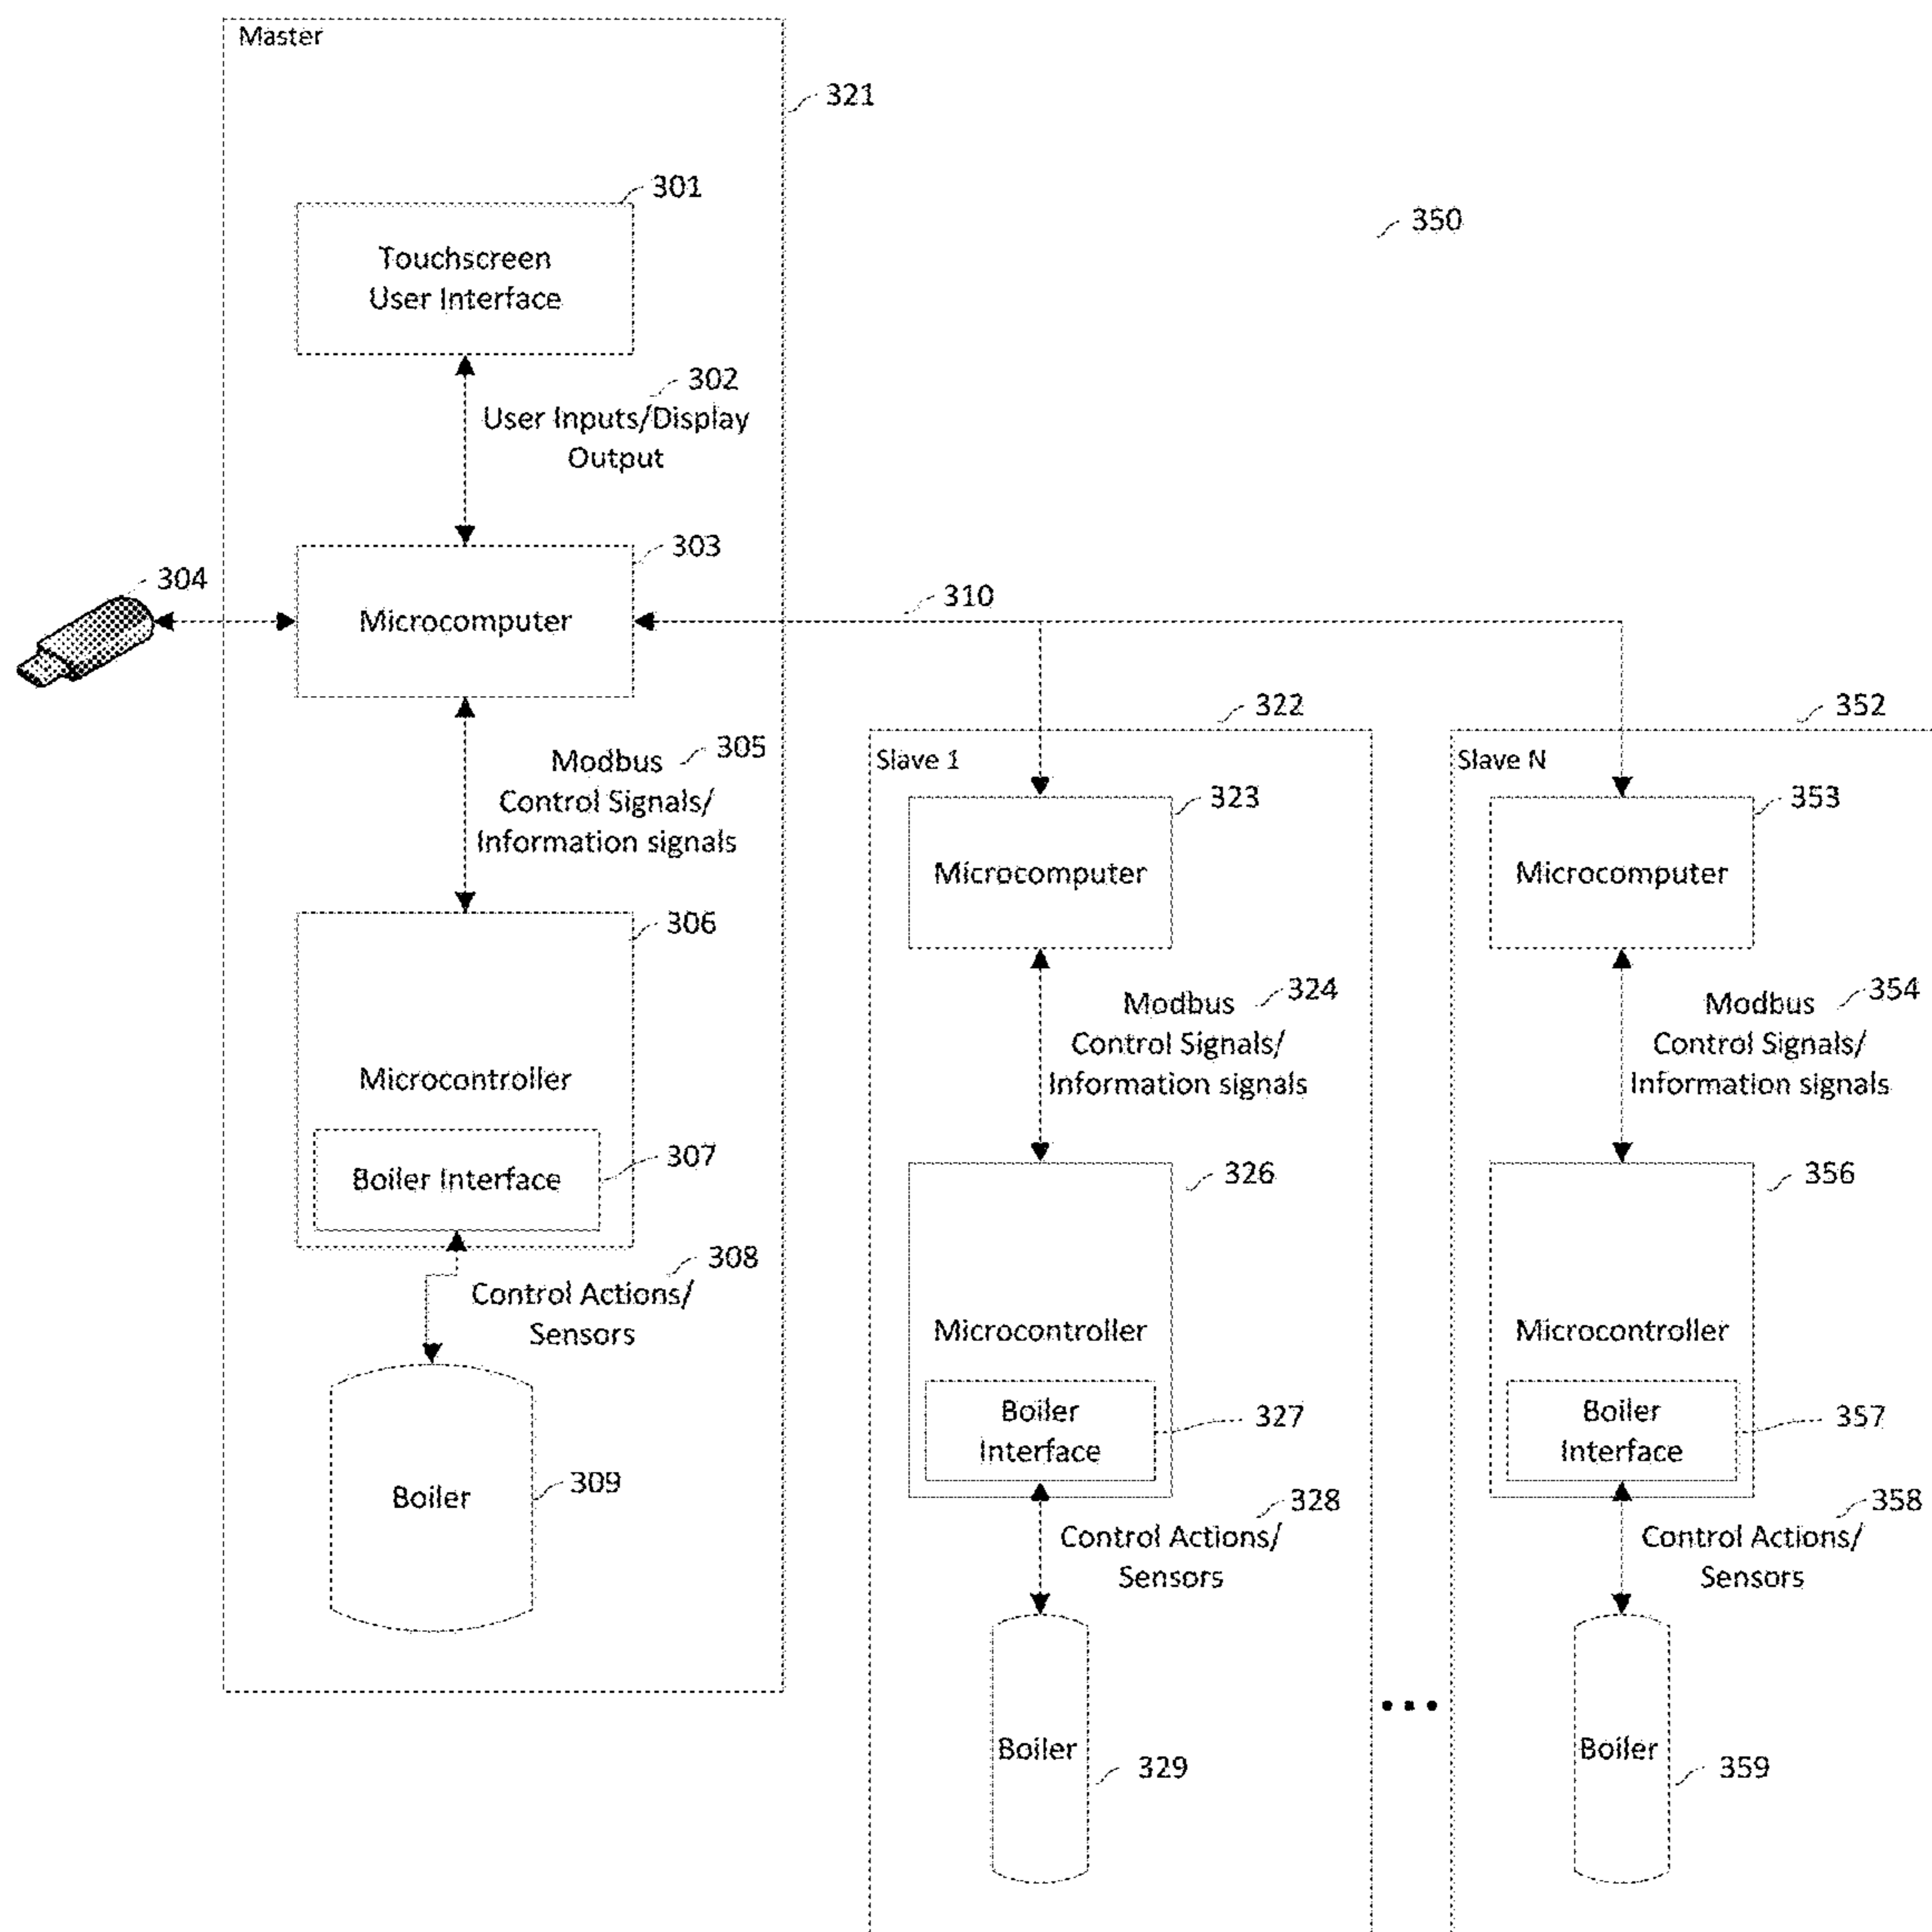 Master
321
301
Touchscreen
User Interface
350
302
User Inputs/Display
Output
303
304
Microcomputer
310
322
352
305
Modbus
Control Signals/
Information signals
Slave 1
Slave N
323
353
Microcomputer
Microcomputer
306
Microcontroller
324
Modbus
Control Signals/
Information signals
354
Modbus
Control Signals/
Information signals
307
Boiler Interface
326
356
308
Control Actions/
Sensors
Microcontroller
Microcontroller
Boiler
Interface
327
Boiler
Interface
357
309
Boiler
328
Control Actions/
Sensors
358
Control Actions/
Sensors
Boiler
329
Boiler
359